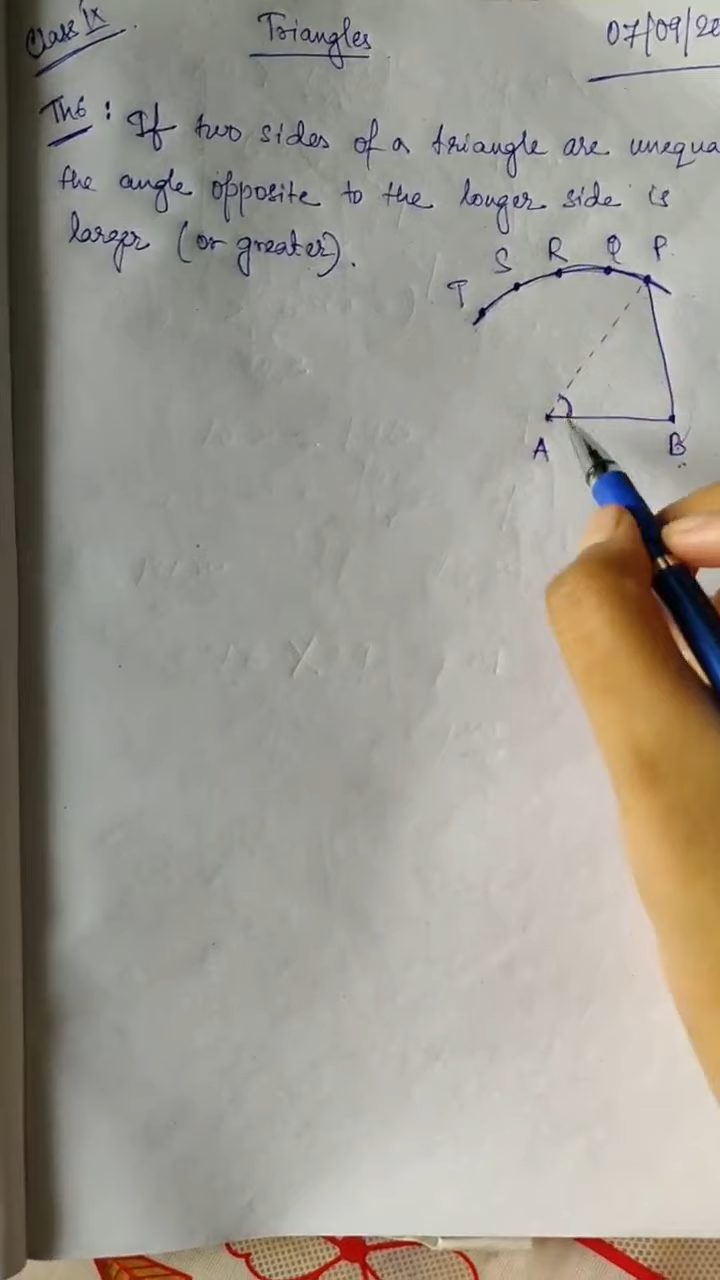 Class IX
Triangles
07/09/20
Th6 : If two sides of a triangle are unequa
the angle opposite to the longer side is
larger (or greater).
T S R Q P
A B